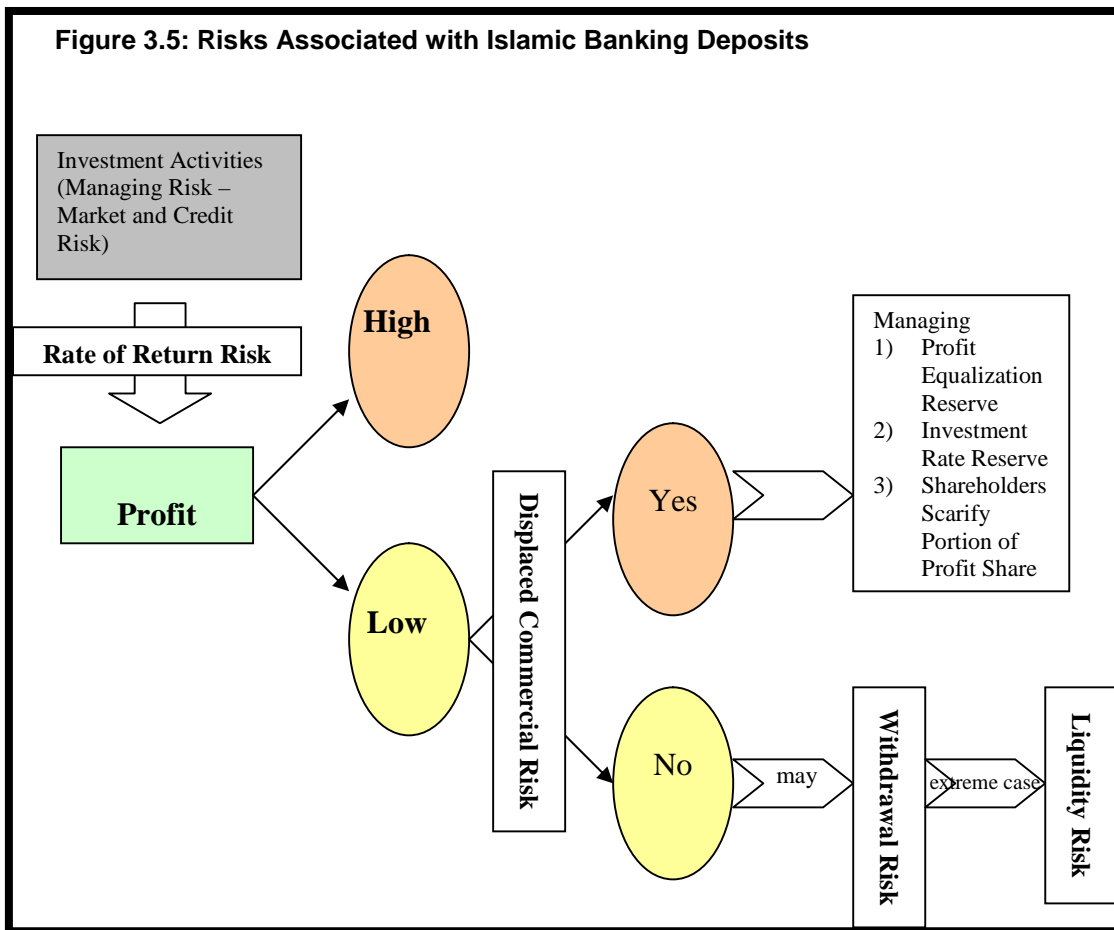 Figure 3.5: Risks Associated with Islamic Banking Deposits
Investment Activities
(Managing Risk –
Market and Credit
Risk)
Rate of Return Risk
Profit
High
Low
Displaced Commercial Risk
Yes
No
Managing
1) Profit
Equalization
Reserve
2) Investment
Rate Reserve
3) Shareholders
Scarify
Portion of
Profit Share
may
Withdrawal Risk
extreme case
Liquidity Risk